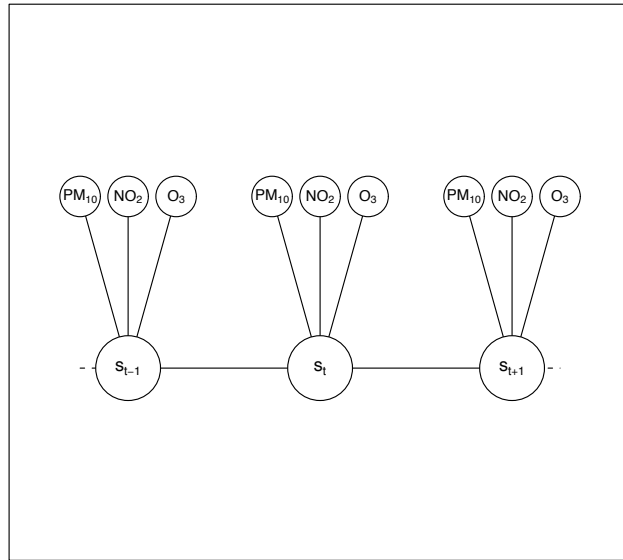 PM₁₀ NO₂ O₃ PM₁₀ NO₂ O₃ PM₁₀ NO₂ O₃
Sₜ₋₁ Sₜ Sₜ₊₁